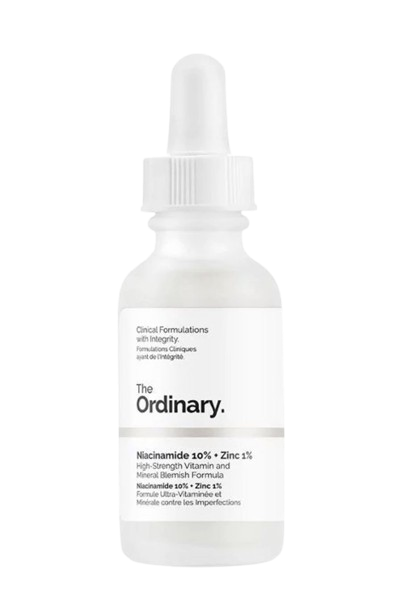 Clinical Formulations
with Integrity.
Formulations Cliniques
ayant de l'Intégrité.
The
Ordinary.
Niacinamide 10% + Zinc 1%
High-Strength Vitamin and
Mineral Blemish Formula
Niacinamide 10% + Zinc 1%
Formule Ultra-Vitaminée et
Minérale contre les Imperfections